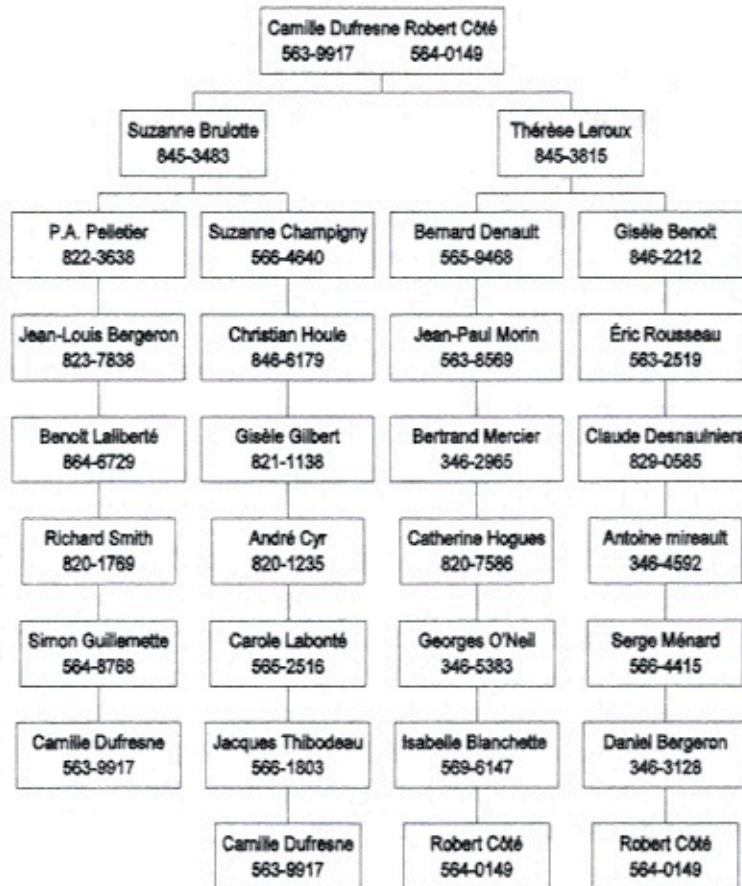 Camille Dufresne Robert Côté
563-9917 564-0149
Suzanne Brulotte
845-3483
Thérèse Leroux
845-3815
P.A. Pelletier
822-3638
Suzanne Champigny
566-4640
Bernard Denault
565-9468
Gisèle Benoit
846-2212
Jean-Louis Bergeron
823-7838
Christian Houle
846-6179
Jean-Paul Morin
563-8569
Éric Rousseau
563-2519
Benoit Laliberté
864-6729
Gisèle Gilbert
821-1138
Bertrand Mercier
346-2965
Claude Desnaulniers
829-0585
Richard Smith
820-1769
André Cyr
820-1235
Catherine Hogues
820-7586
Antoine mireault
346-4592
Simon Guillemette
564-8768
Carole Labonté
565-2516
Georges O'Neil
346-5383
Serge Ménard
566-4415
Camille Dufresne
563-9917
Jacques Thibodeau
566-1803
Isabelle Blanchette
569-6147
Daniel Bergeron
346-3128
Camille Dufresne
563-9917
Robert Côté
564-0149
Robert Côté
564-0149